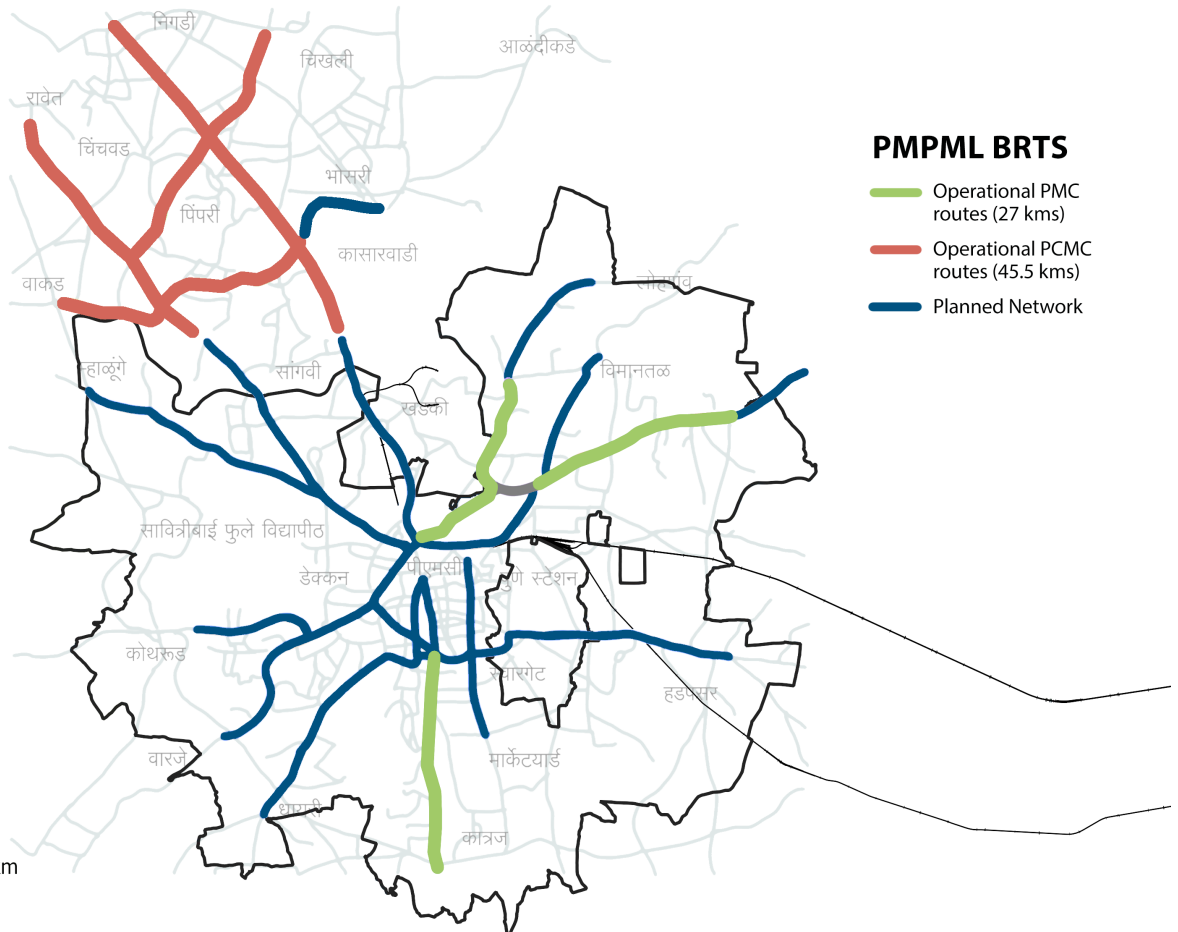 निगडी
आळंदीकडे
चिखली
रावेत
चिंचवड
भोसरी
पिंपरी
कासारवाडी
वाकड
लोहगांव
म्हाळूंगे
सांगवी
विमानतळ
खडकी
सावित्रीबाई फुले विद्यापीठ
डेक्कन
पीएमसी
पुणे स्टेशन
कोथरूड
स्वारगेट
हडपसर
वारजे
मार्केटयार्ड
धायरी
कात्रज
PMPML BRTS
Operational PMC
routes (27 kms)
Operational PCMC
routes (45.5 kms)
Planned Network